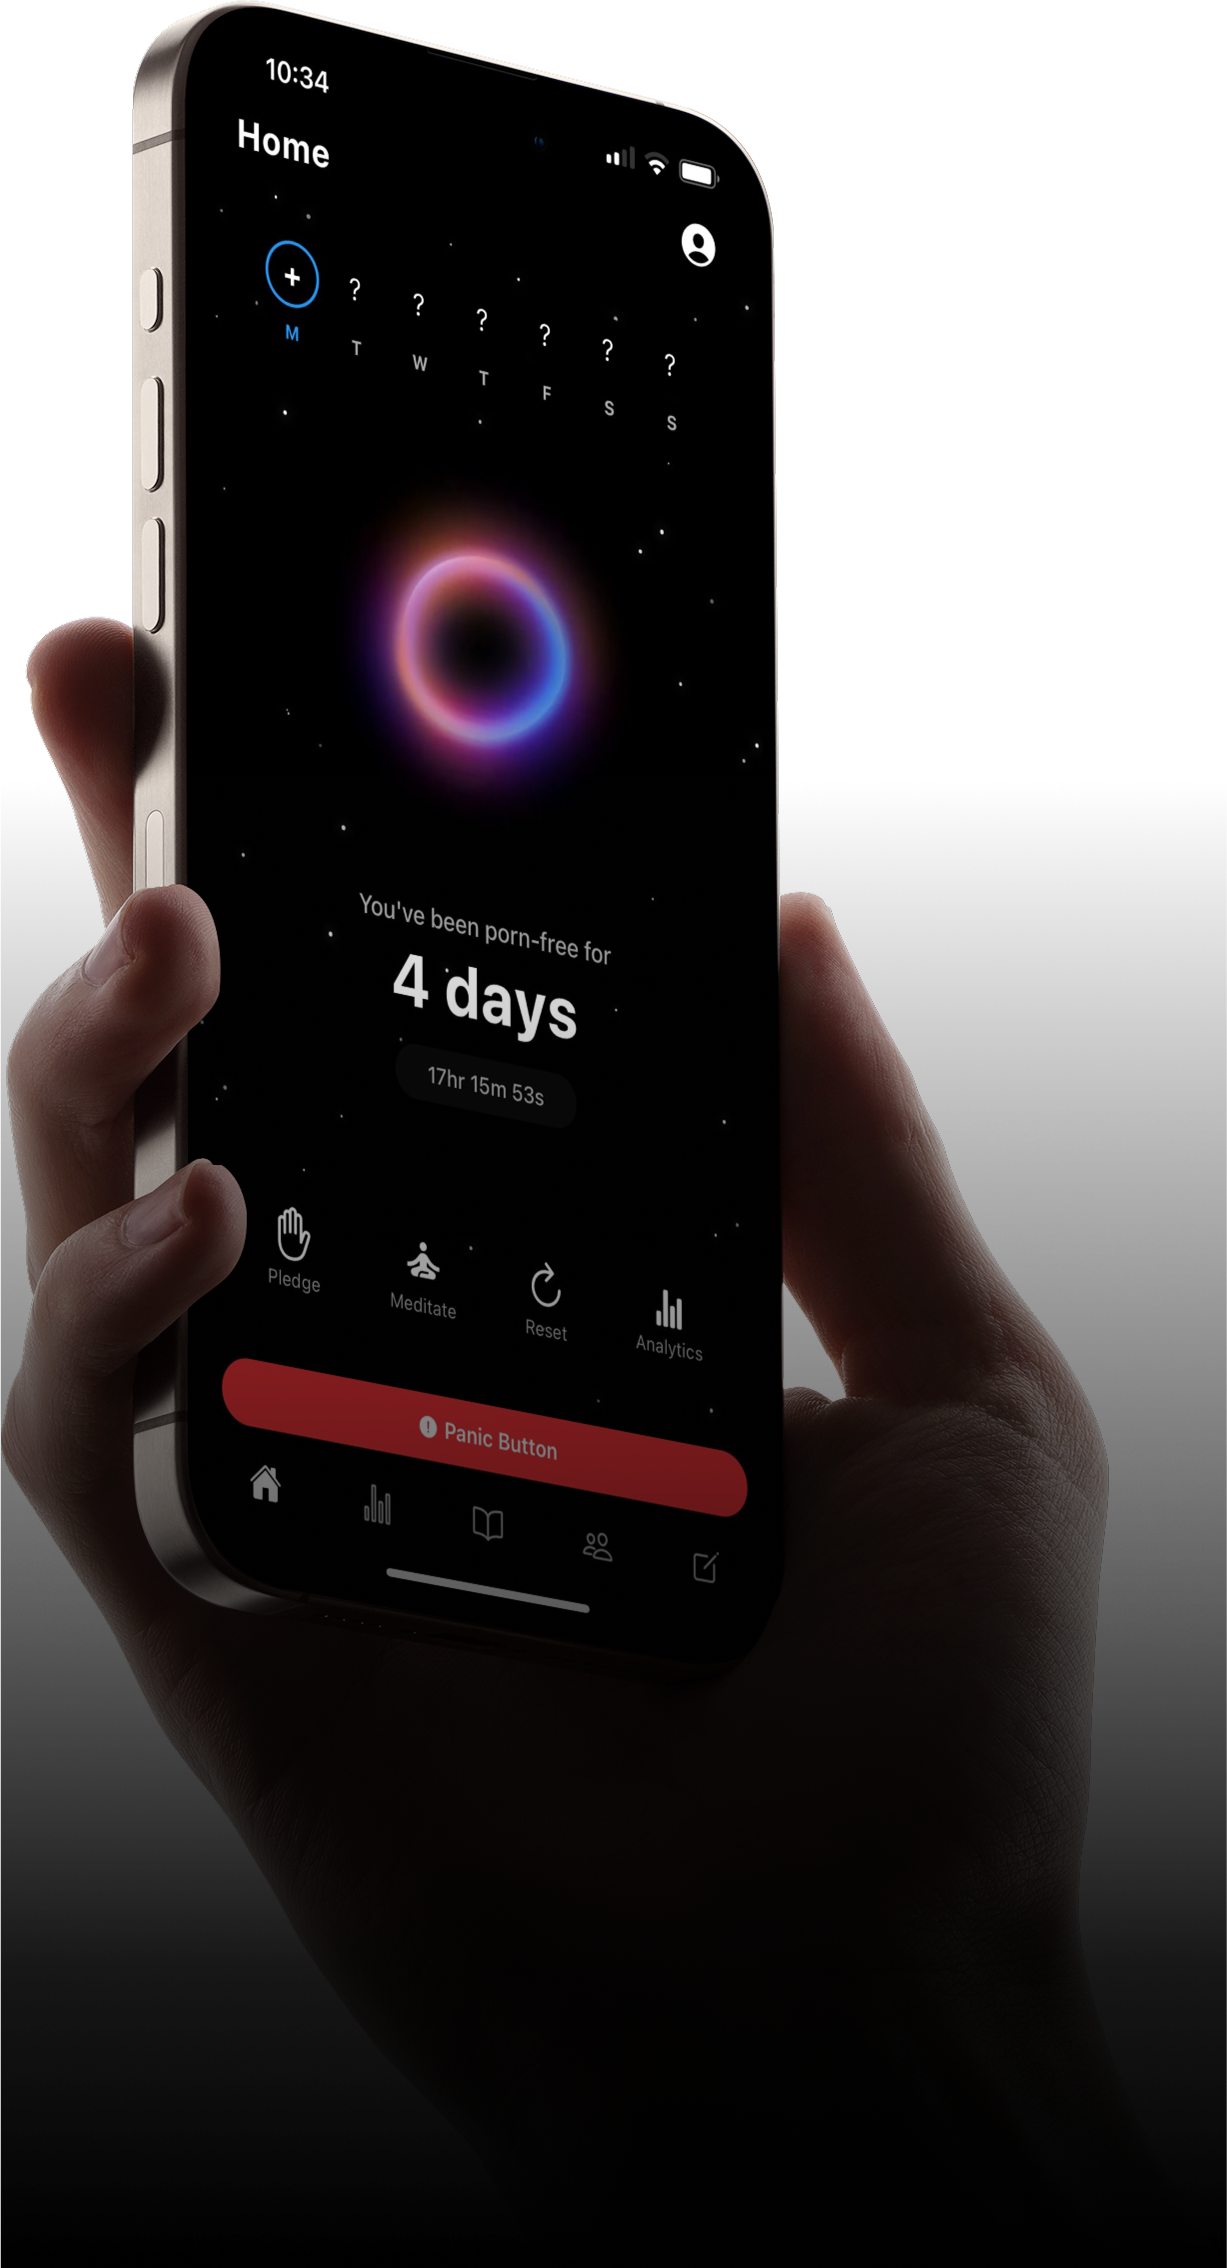 10:34
Home
+ ? ? ? ? ? ?
M T W T F S S
You've been porn-free for
4 days
17hr 15m 53s
Pledge Meditate Reset Analytics
! Panic Button